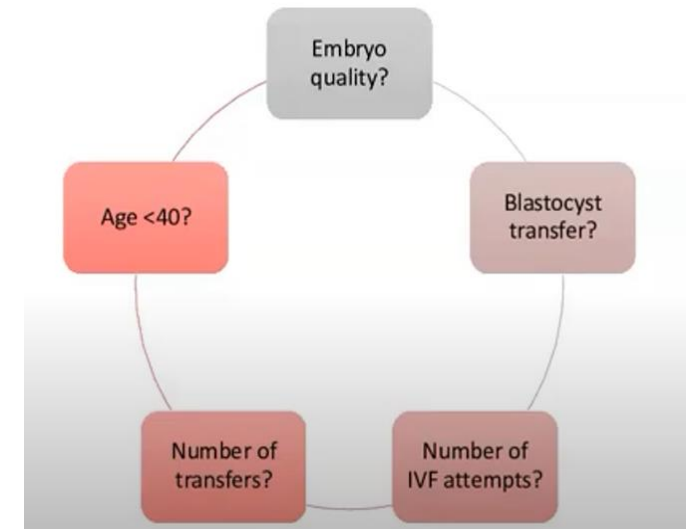 Embryo
quality?
Blastocyst
transfer?
Number of
IVF attempts?
Number of
transfers?
Age <40?